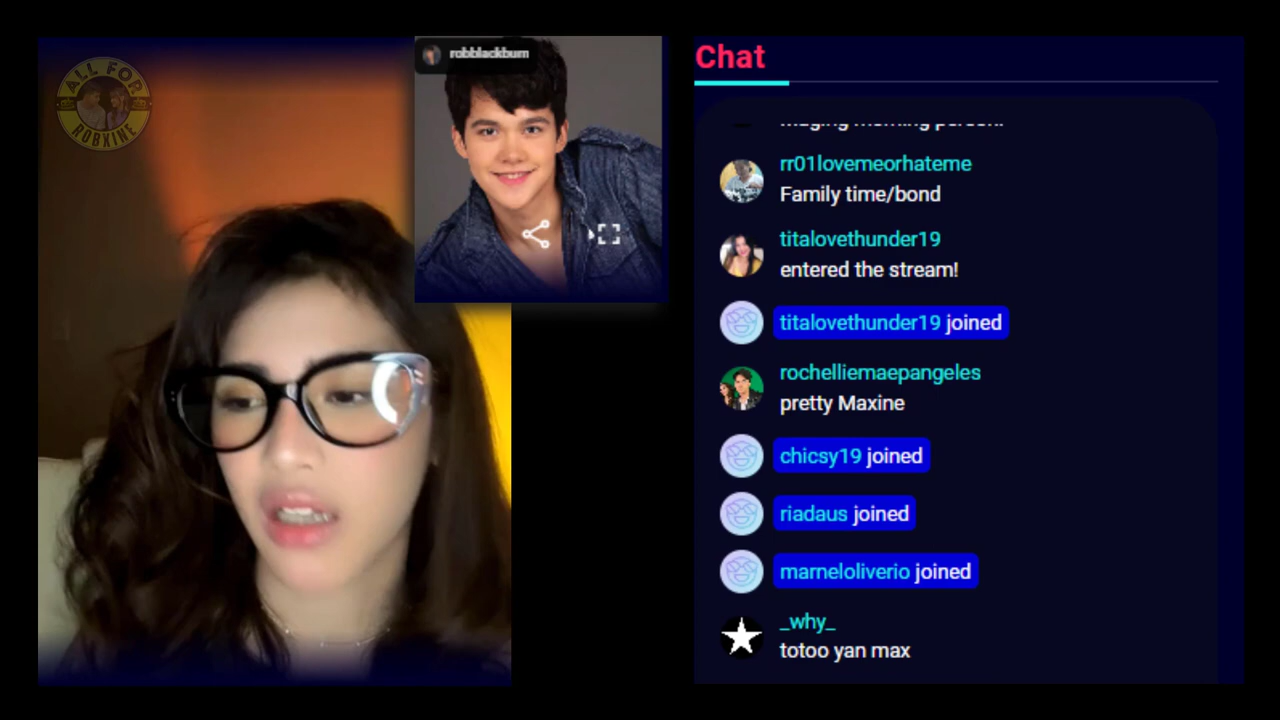 ALL FOR
ROBXINE
robblackburn
Chat
rr01lovemeorhateme
Family time/bond
titalovethunder19
entered the stream!
titalovethunder19 joined
rochelliemaepangeles
pretty Maxine
chicsy19 joined
riadaus joined
marneloliverio joined
_why_
totoo yan max